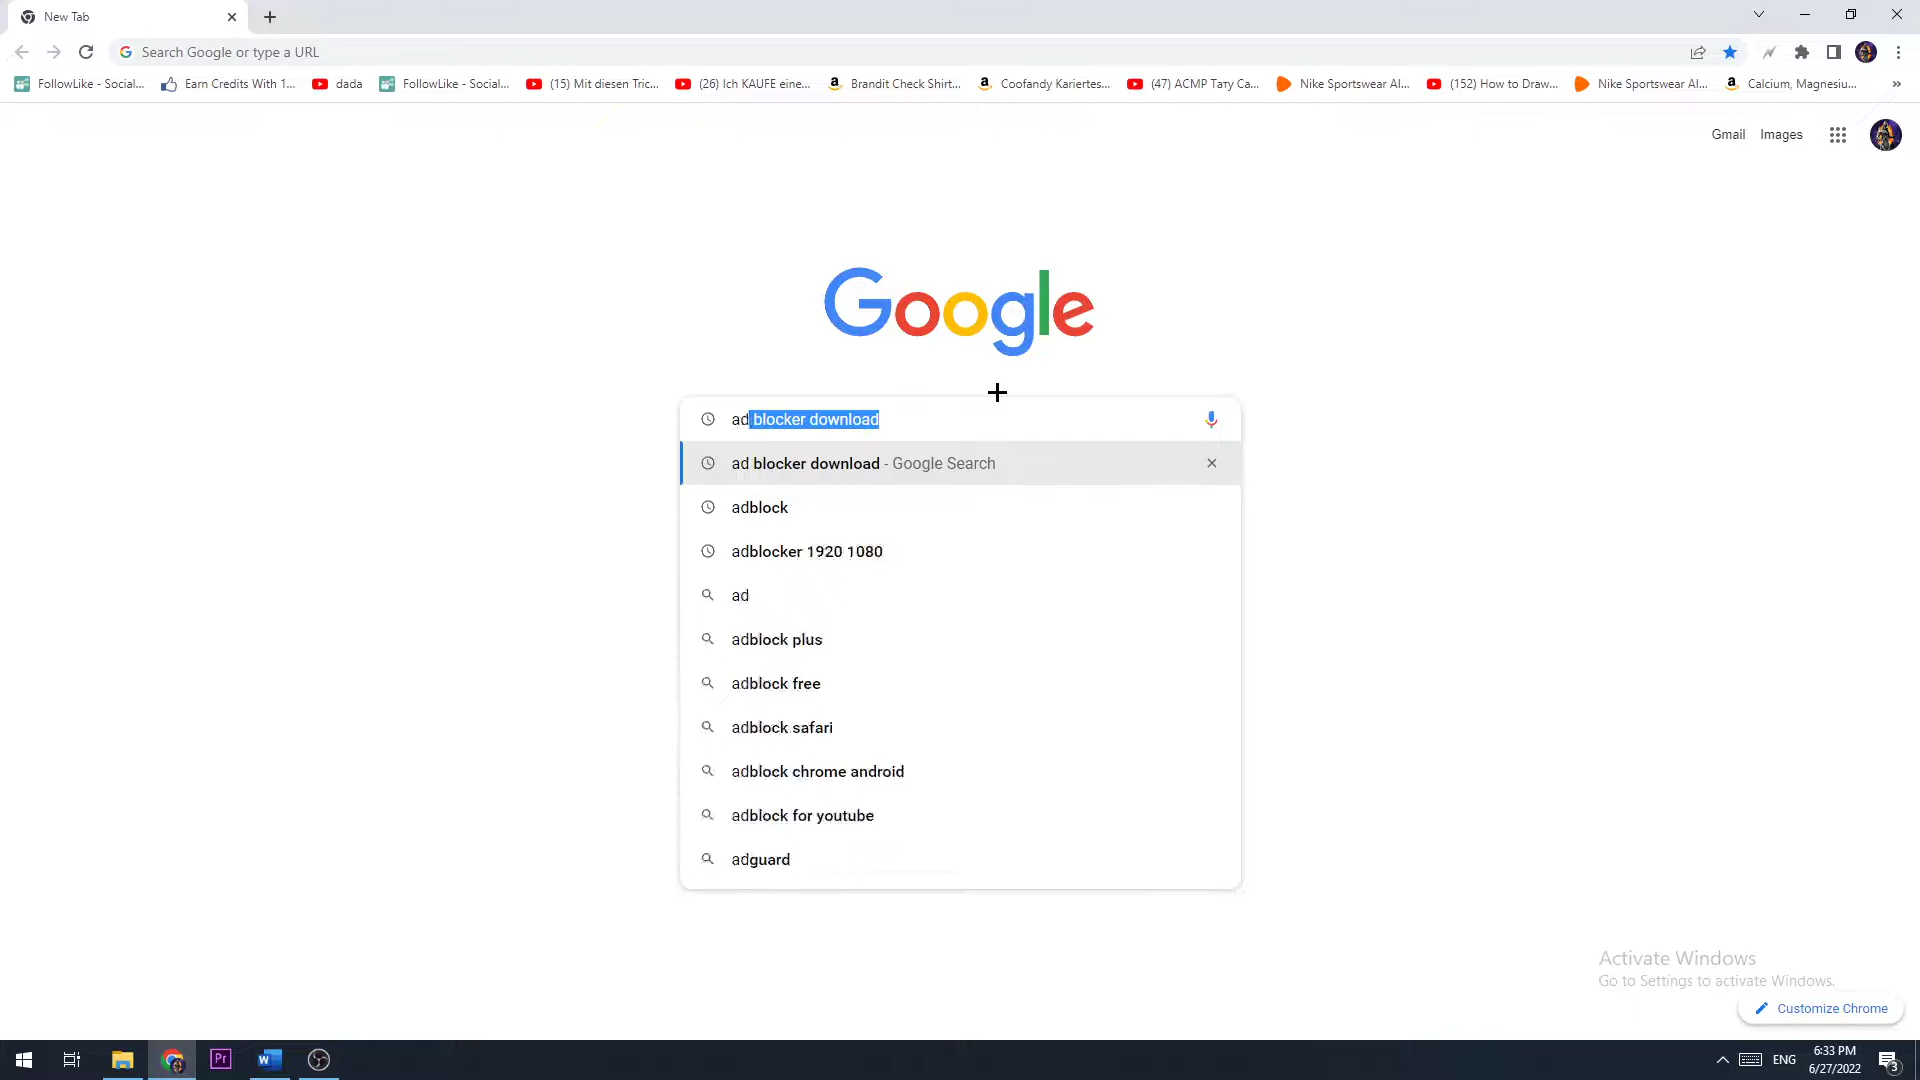 New Tab
Search Google or type a URL
FollowLike - Social...
Earn Credits With 1...
dada
FollowLike - Social...
(15) Mit diesen Tric...
(26) Ich KAUFE eine...
Brandit Check Shirt...
Coofandy Kariertes...
(47) ACMP Тату Ca...
Nike Sportswear Al...
(152) How to Draw...
Nike Sportswear Al...
Calcium, Magnesiu...
»
Gmail
Images
Google
ad blocker download
ad blocker download - Google Search
adblock
adblocker 1920 1080
ad
adblock plus
adblock free
adblock safari
adblock chrome android
adblock for youtube
adguard
Activate Windows
Go to Settings to activate Windows.
Customize Chrome
Pr
W
ENG
6:33 PM
6/27/2022
3